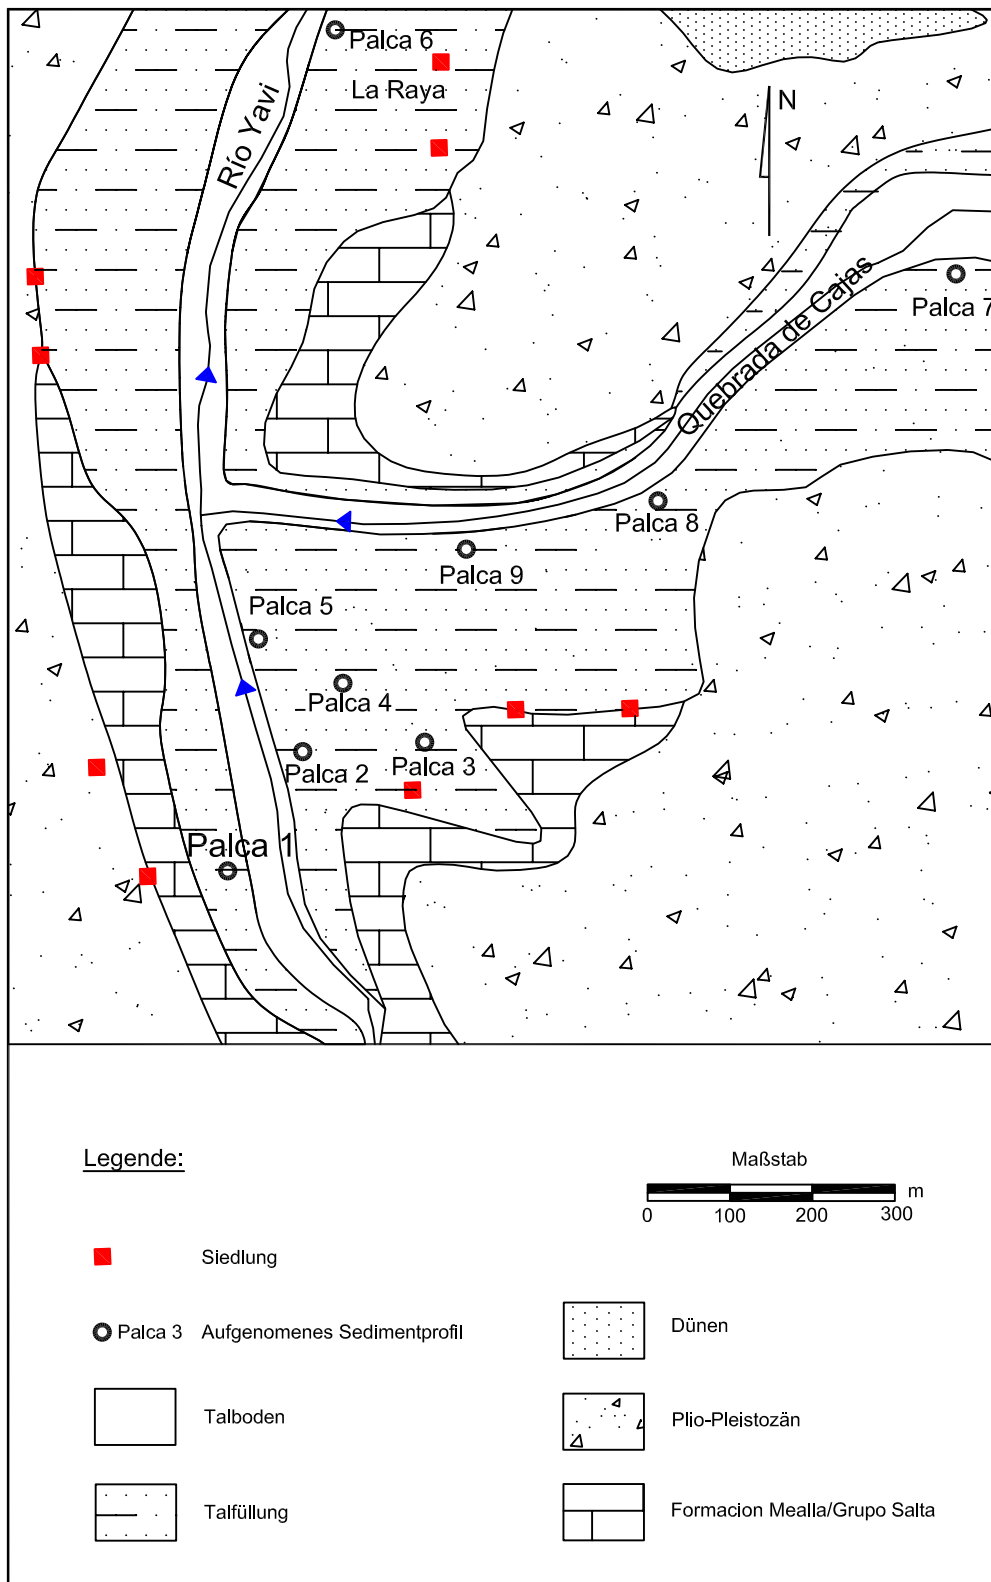 Palca 6
La Raya
Río Yavi
N
Quebrada de Cajas
Palca 7
Palca 8
Palca 9
Palca 5
Palca 4
Palca 2
Palca 3
Palca 1
Legende:
Maßstab
m
0 100 200 300
Siedlung
Palca 3 Aufgenomenes Sedimentprofil
Dünen
Talboden
Plio-Pleistozän
Talfüllung
Formacion Mealla/Grupo Salta